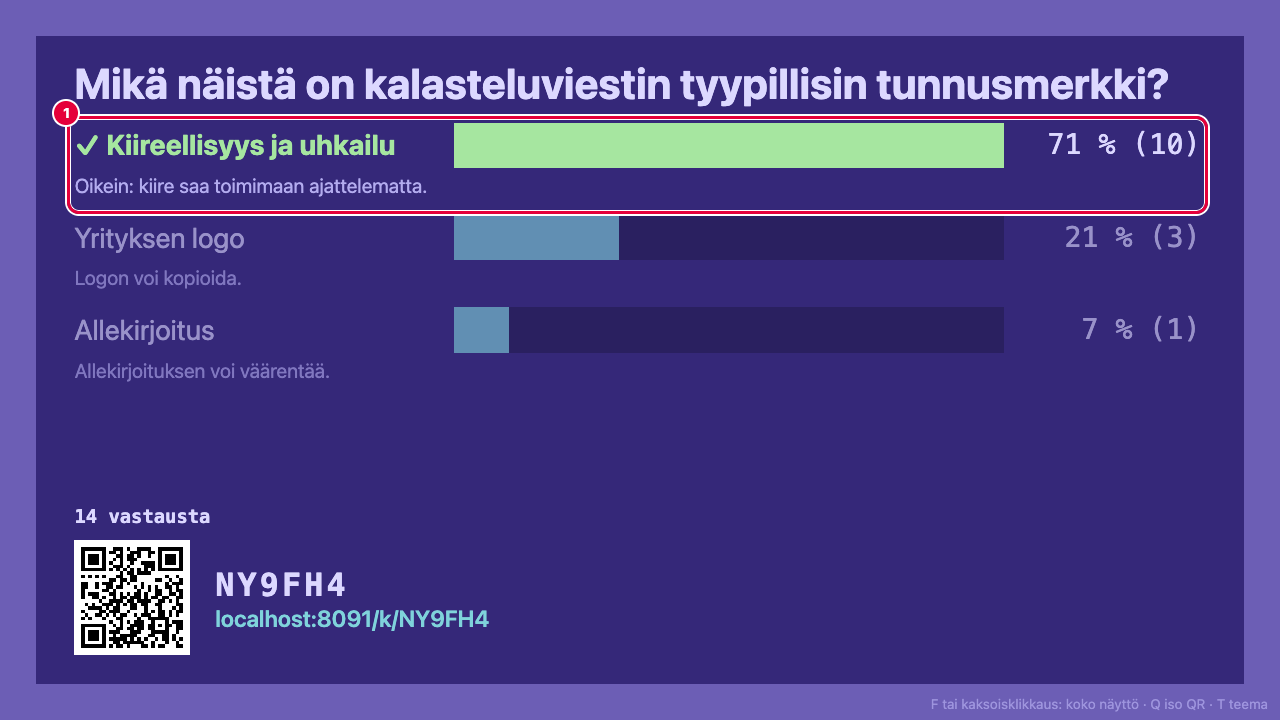 Mikä näistä on kalasteluviestin tyypillisin tunnusmerkki?
1
✓ Kiireellisyys ja uhkailu 71 % (10)
Oikein: kiire saa toimimaan ajattelematta.
Yrityksen logo 21 % (3)
Logon voi kopioida.
Allekirjoitus 7 % (1)
Allekirjoituksen voi väärentää.
14 vastausta
NY9FH4
localhost:8091/k/NY9FH4
F tai kaksoisklikkaus: koko näyttö · Q iso QR · T teema